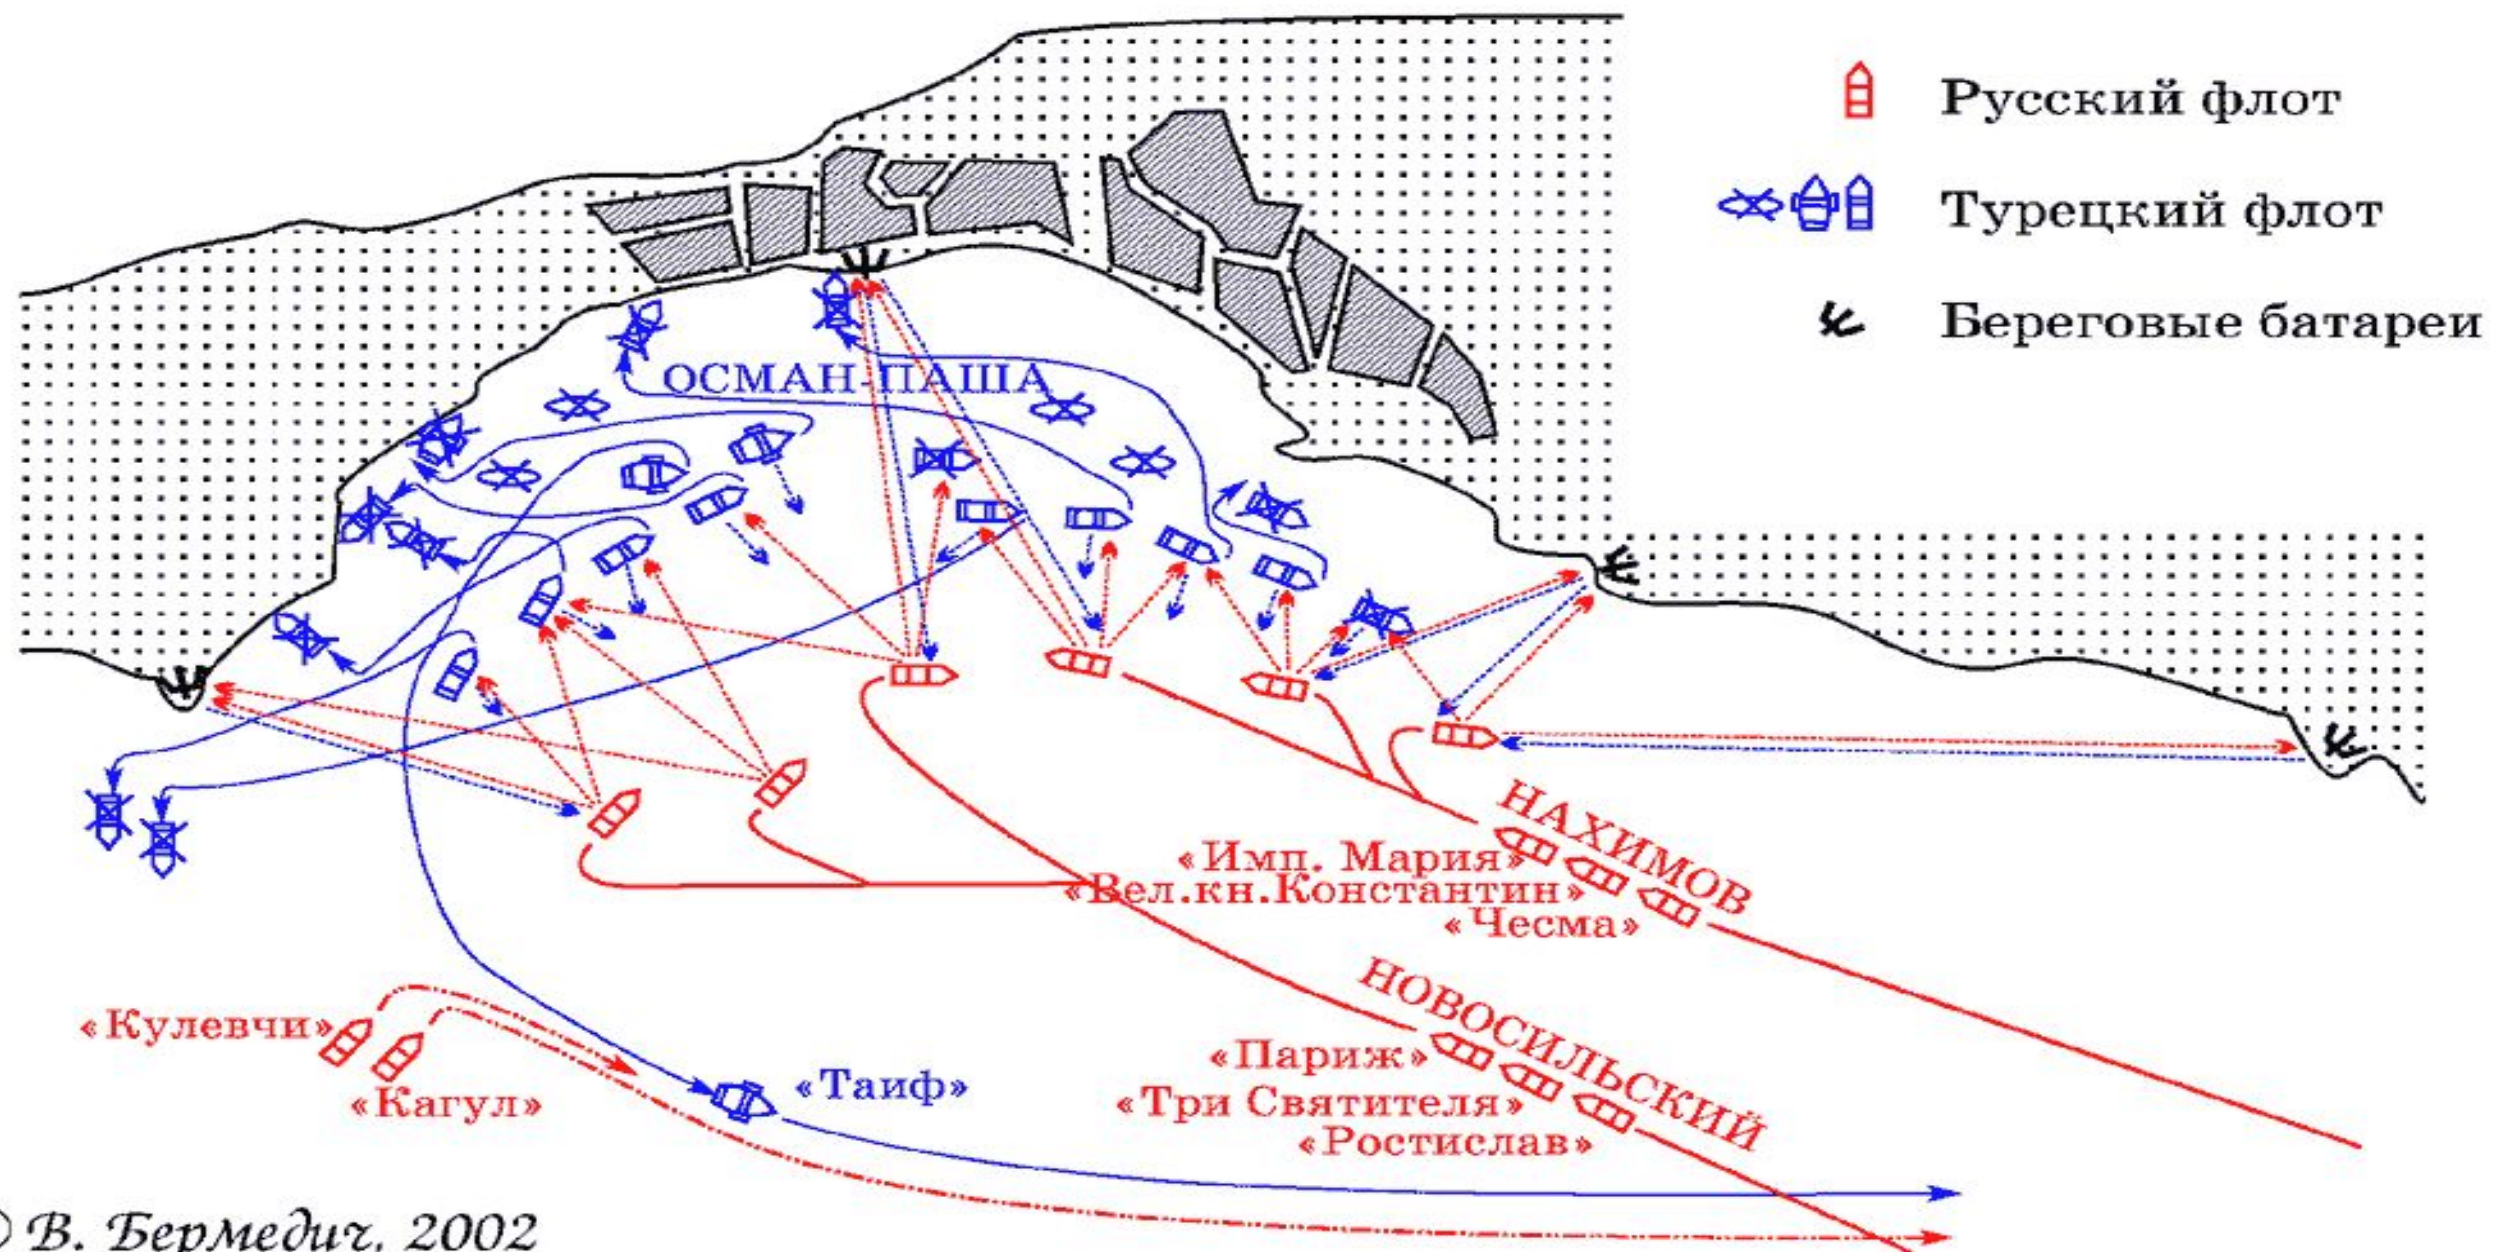 Русский флот
Турецкий флот
Береговые батареи
ОСМАН-ПАША
НАХИМОВ
«Имп. Мария»
«Вел.кн.Константин»
«Чесма»
НОВОСИЛЬСКИЙ
«Париж»
«Три Святителя»
«Ростислав»
«Кулевчи»
«Кагул»
«Таиф»
© В. Бермедич, 2002